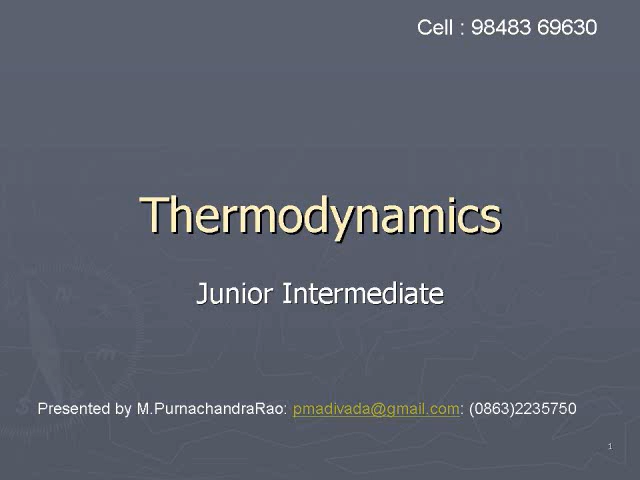 Cell : 98483 69630
Thermodynamics
Junior Intermediate
Presented by M.PurnachandraRao: pmadivada@gmail.com: (0863)2235750
1